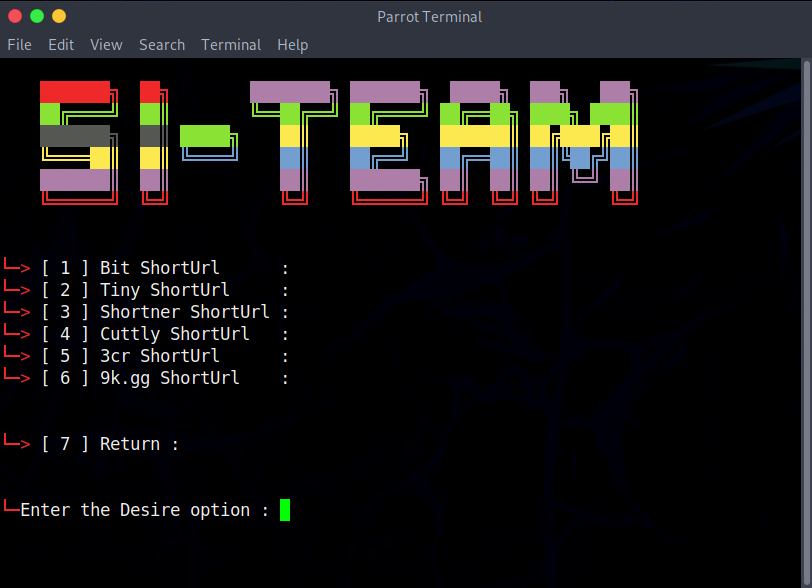 Parrot Terminal
File Edit View Search Terminal Help
SI-TEAM
└─> [ 1 ] Bit ShortUrl      :
└─> [ 2 ] Tiny ShortUrl     :
└─> [ 3 ] Shortner ShortUrl :
└─> [ 4 ] Cuttly ShortUrl   :
└─> [ 5 ] 3cr ShortUrl      :
└─> [ 6 ] 9k.gg ShortUrl    :
└─> [ 7 ] Return :
└─Enter the Desire option :